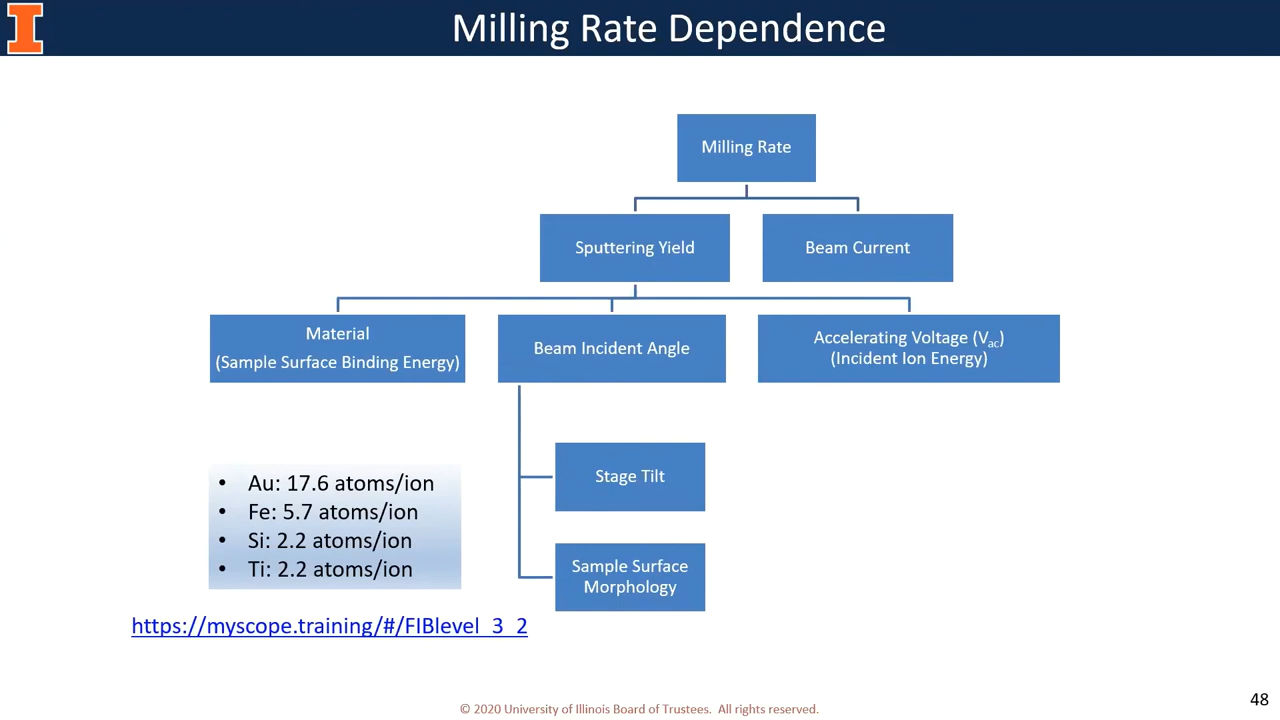 Milling Rate Dependence
Milling Rate
Sputtering Yield
Beam Current
Material
(Sample Surface Binding Energy)
Beam Incident Angle
Accelerating Voltage (Vac)
(Incident Ion Energy)
Stage Tilt
• Au: 17.6 atoms/ion
• Fe: 5.7 atoms/ion
• Si: 2.2 atoms/ion
• Ti: 2.2 atoms/ion
Sample Surface
Morphology
https://myscope.training/#/FIBlevel_3_2
48
© 2020 University of Illinois Board of Trustees. All rights reserved.